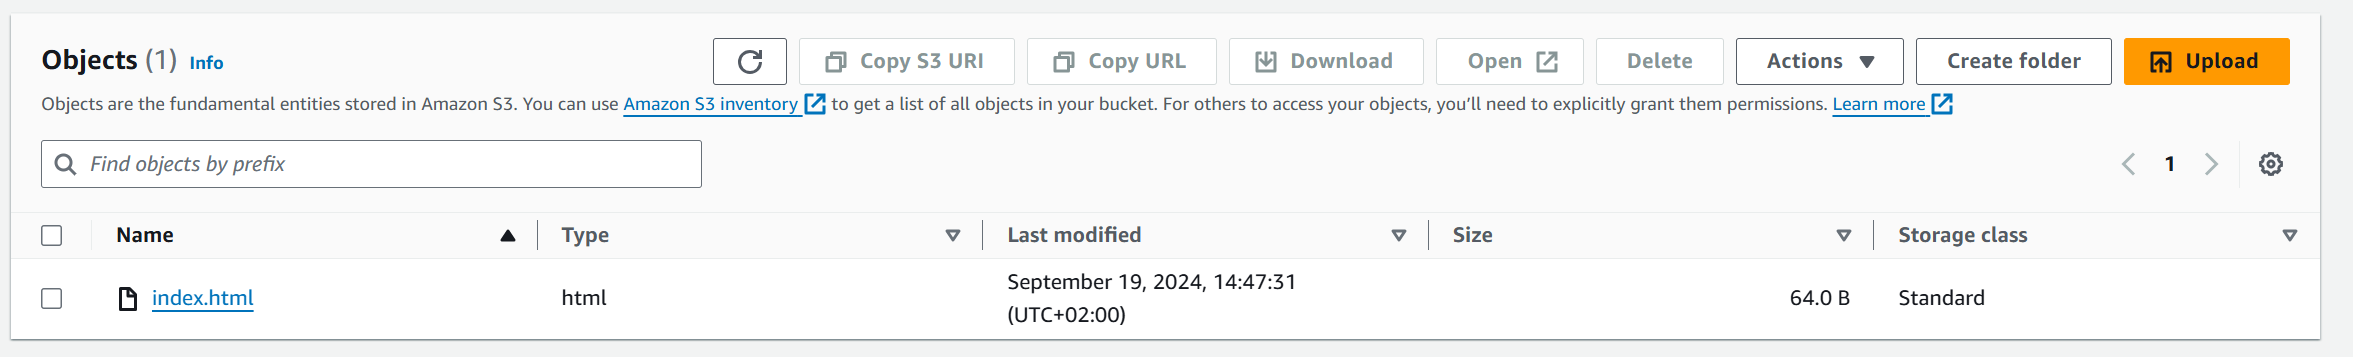 Objects (1) Info
Copy S3 URI Copy URL Download Open Delete Actions Create folder Upload
Objects are the fundamental entities stored in Amazon S3. You can use Amazon S3 inventory to get a list of all objects in your bucket. For others to access your objects, you’ll need to explicitly grant them permissions. Learn more
Find objects by prefix
1
Name Type Last modified Size Storage class
index.html html September 19, 2024, 14:47:31 64.0 B Standard
(UTC+02:00)